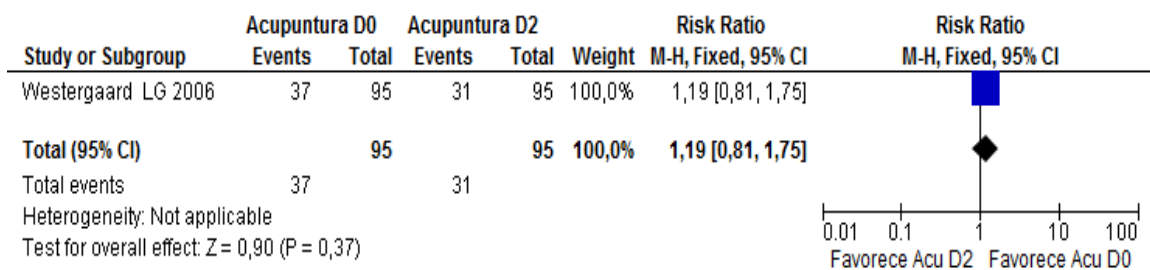 Acupuntura D0 Acupuntura D2 Risk Ratio Risk Ratio
Study or Subgroup Events Total Events Total Weight M-H, Fixed, 95% CI M-H, Fixed, 95% CI
Westergaard LG 2006 37 95 31 95 100,0% 1,19 [0,81, 1,75]
Total (95% CI) 95 95 100,0% 1,19 [0,81, 1,75]
Total events 37 31
Heterogeneity: Not applicable
Test for overall effect: Z = 0,90 (P = 0,37)
0.01 0.1 1 10 100
Favorece Acu D2 Favorece Acu D0